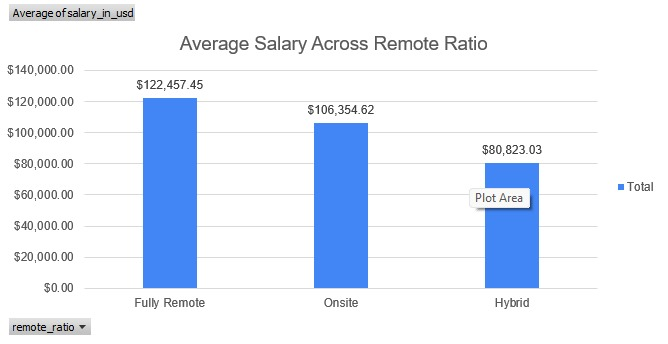 Average of salary_in_usd
Average Salary Across Remote Ratio
$140,000.00
$120,000.00
$100,000.00
$80,000.00
$60,000.00
$40,000.00
$20,000.00
$0.00
$122,457.45
$106,354.62
$80,823.03
Plot Area
Total
Fully Remote
Onsite
Hybrid
remote_ratio